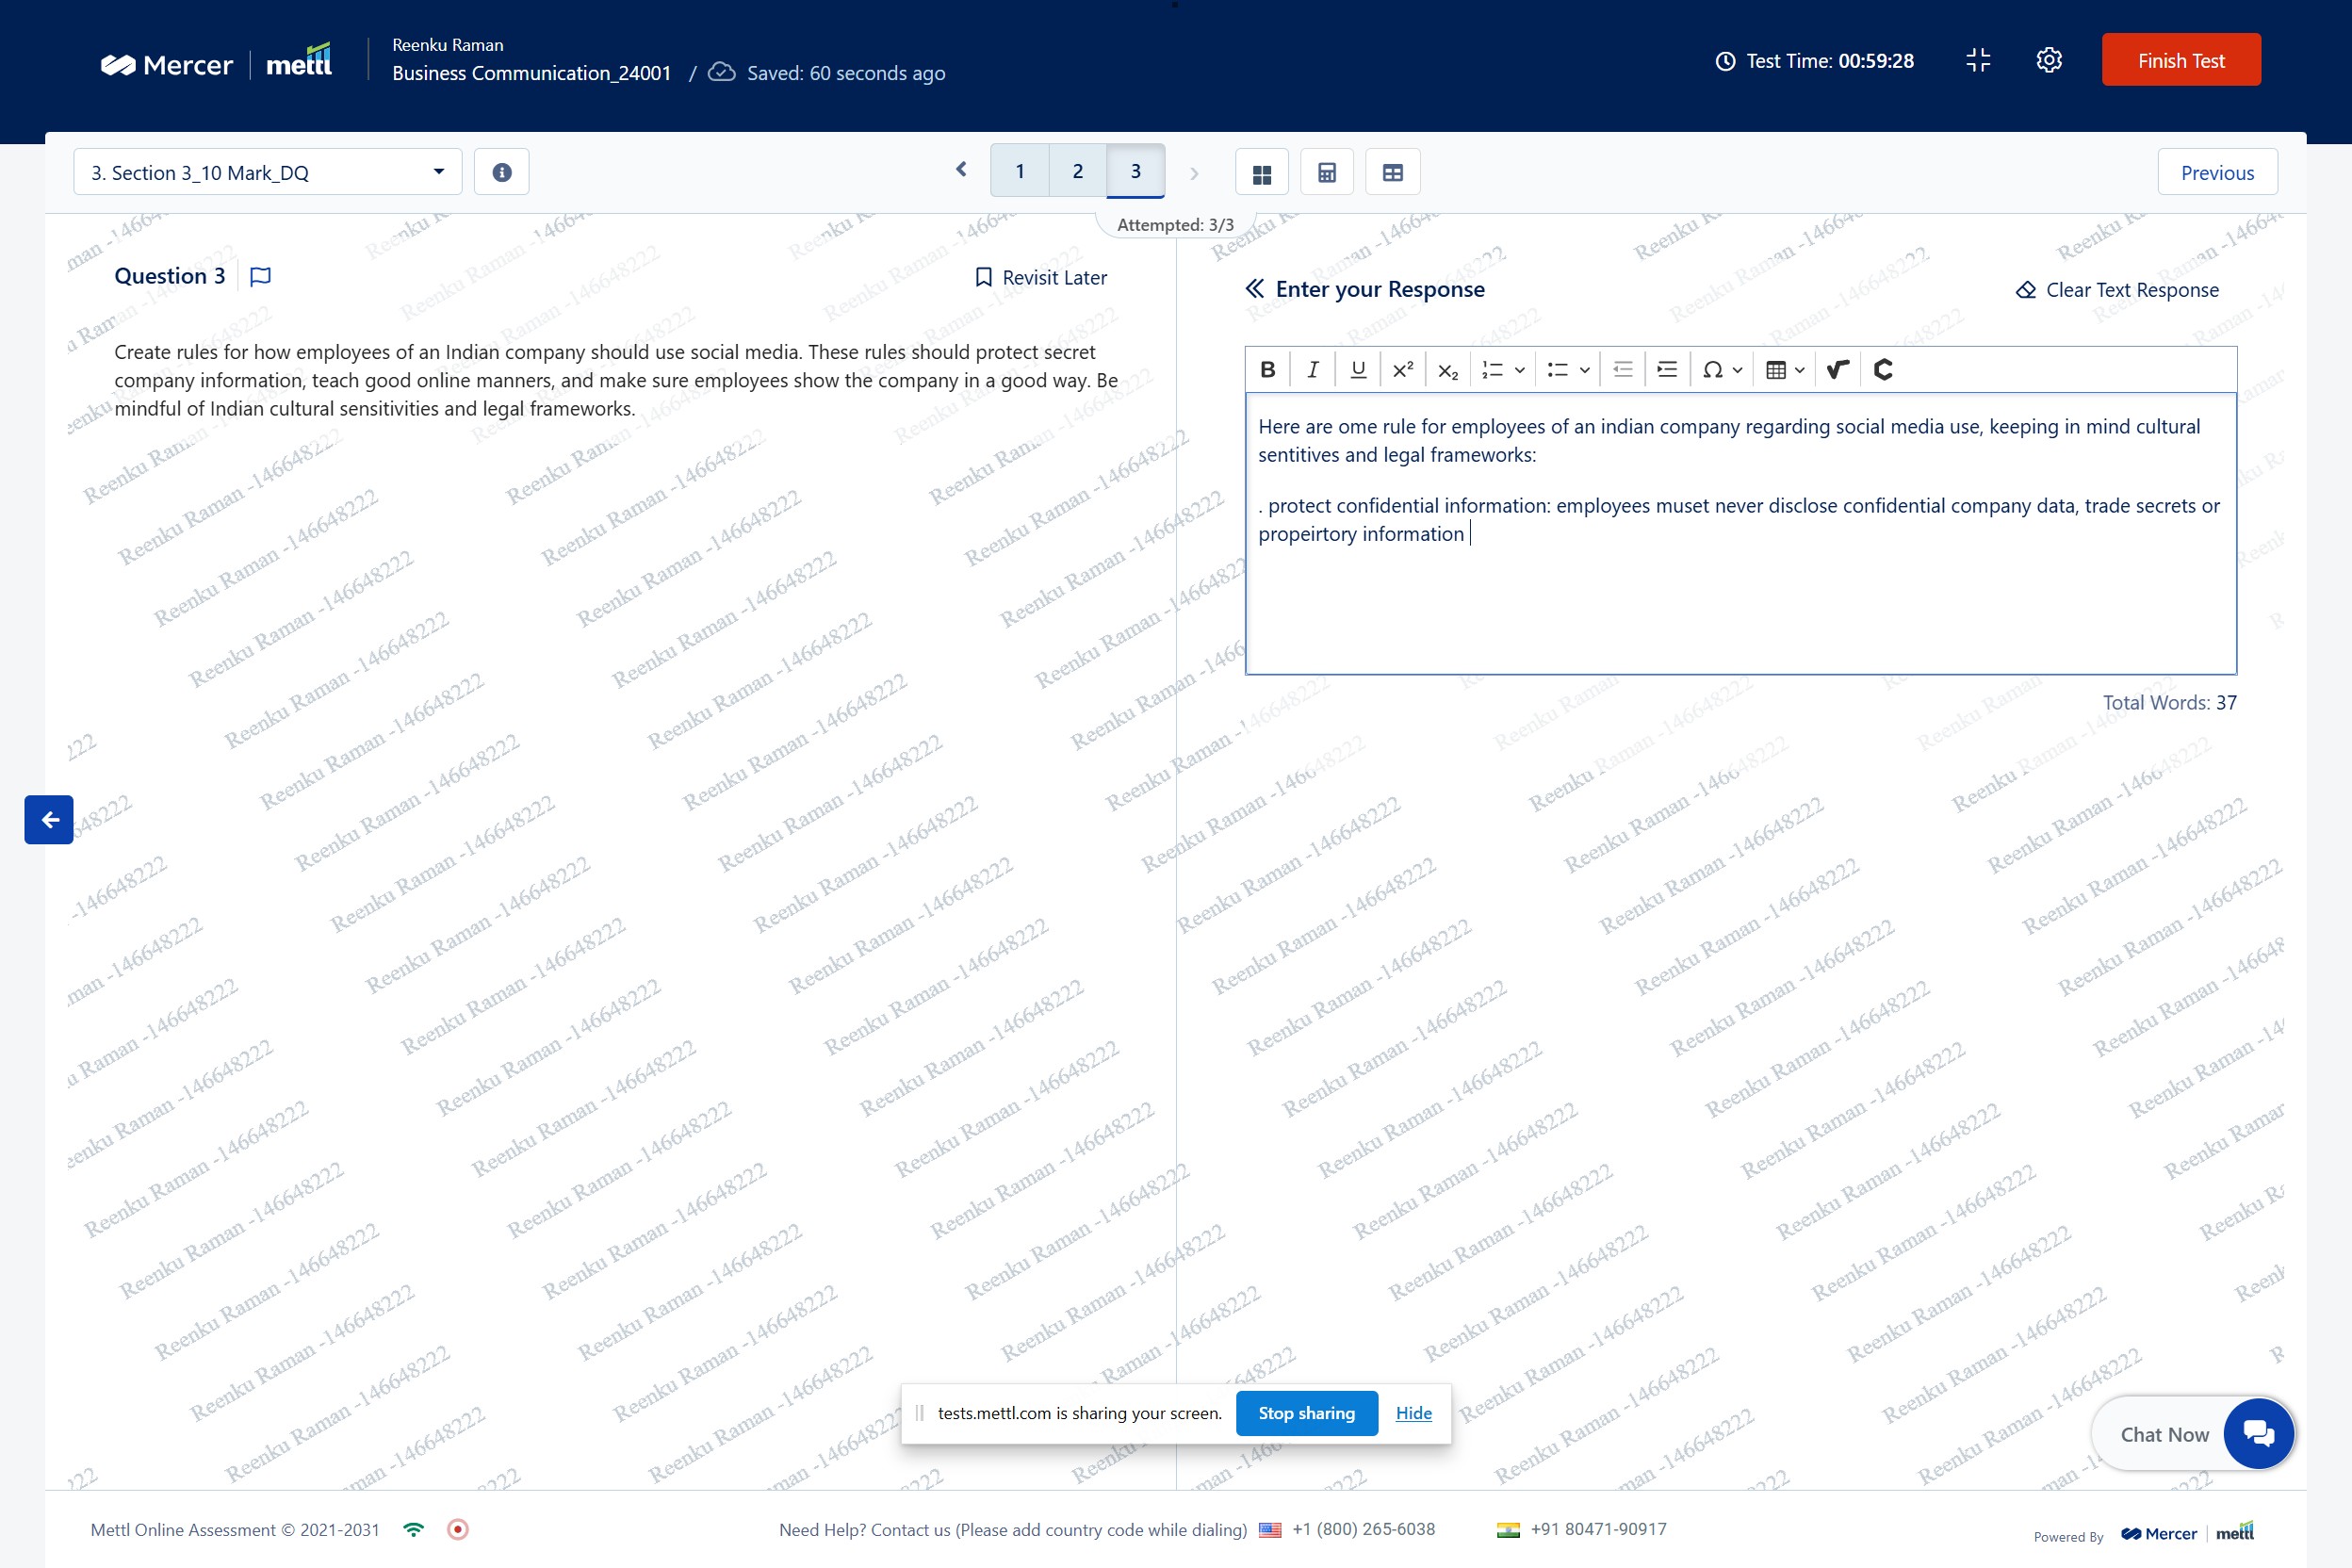 Mercer | mettl
Reenku Raman
Business Communication_24001 / Saved: 60 seconds ago
Test Time: 00:59:28
Finish Test
3. Section 3_10 Mark_DQ
1 2 3
Previous
Attempted: 3/3
Question 3
Revisit Later
Create rules for how employees of an Indian company should use social media. These rules should protect secret
company information, teach good online manners, and make sure employees show the company in a good way. Be
mindful of Indian cultural sensitivities and legal frameworks.
Enter your Response
Clear Text Response
B I U x² x₂ Ω
Here are ome rule for employees of an indian company regarding social media use, keeping in mind cultural
sentitives and legal frameworks:
. protect confidential information: employees muset never disclose confidential company data, trade secrets or
propeirtory information
Total Words: 37
Reenku Raman -146648222
tests.mettl.com is sharing your screen. Stop sharing Hide
Chat Now
Mettl Online Assessment © 2021-2031
Need Help? Contact us (Please add country code while dialing) +1 (800) 265-6038 +91 80471-90917
Powered By Mercer | mettl